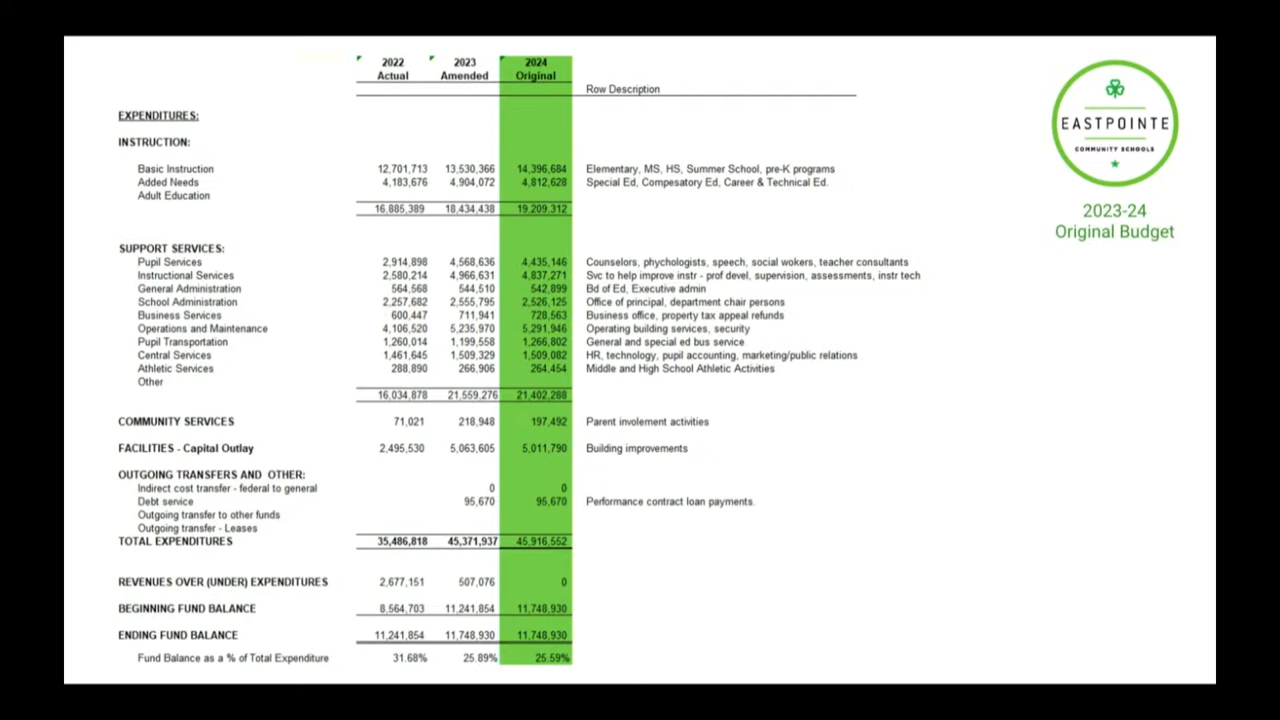 2022 2023 2024
Actual Amended Original
Row Description
EXPENDITURES:
INSTRUCTION:
Basic Instruction 12,701,713 13,530,366 14,396,684 Elementary, MS, HS, Summer School, pre-K programs
Added Needs 4,183,676 4,904,072 4,812,628 Special Ed, Compesatory Ed, Career & Technical Ed.
Adult Education
16,885,389 18,434,438 19,209,312
SUPPORT SERVICES:
Pupil Services 2,914,898 4,568,636 4,435,146 Counselors, phychologists, speech, social wokers, teacher consultants
Instructional Services 2,580,214 4,966,631 4,837,271 Svc to help improve instr - prof devel, supervision, assessments, instr tech
General Administration 564,568 544,510 542,899 Bd of Ed, Executive admin
School Administration 2,257,682 2,555,795 2,526,125 Office of principal, department chair persons
Business Services 600,447 711,941 728,563 Business office, property tax appeal refunds
Operations and Maintenance 4,106,520 5,235,970 5,291,946 Operating building services, security
Pupil Transportation 1,260,014 1,199,558 1,266,802 General and special ed bus service
Central Services 1,461,645 1,509,329 1,509,082 HR, technology, pupil accounting, marketing/public relations
Athletic Services 288,890 266,906 264,454 Middle and High School Athletic Activities
Other
16,034,878 21,559,276 21,402,288
COMMUNITY SERVICES 71,021 218,948 197,492 Parent involement activities
FACILITIES - Capital Outlay 2,495,530 5,063,605 5,011,790 Building improvements
OUTGOING TRANSFERS AND OTHER:
Indirect cost transfer - federal to general 0 0
Debt service 95,670 95,670 Performance contract loan payments.
Outgoing transfer to other funds
Outgoing transfer - Leases
TOTAL EXPENDITURES 35,486,818 45,371,937 45,916,552
REVENUES OVER (UNDER) EXPENDITURES 2,677,151 507,076 0
BEGINNING FUND BALANCE 8,564,703 11,241,854 11,748,930
ENDING FUND BALANCE 11,241,854 11,748,930 11,748,930
Fund Balance as a % of Total Expenditure 31.68% 25.89% 25.59%
EASTPOINTE
COMMUNITY SCHOOLS
2023-24
Original Budget